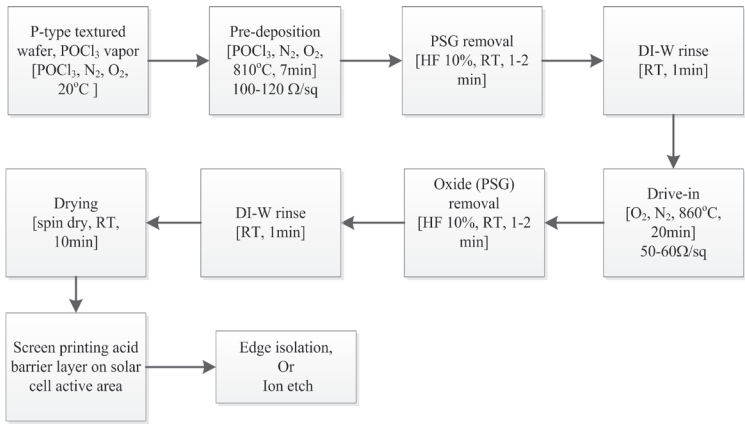 P-type textured
wafer, POCl₃ vapor
[POCl₃, N₂, O₂,
20°C ]
Pre-deposition
[POCl₃, N₂, O₂,
810°C, 7min]
100-120 Ω/sq
PSG removal
[HF 10%, RT, 1-2
min]
DI-W rinse
[RT, 1min]
Drive-in
[O₂, N₂, 860°C,
20min]
50-60Ω/sq
Oxide (PSG)
removal
[HF 10%, RT, 1-2
min]
DI-W rinse
[RT, 1min]
Drying
[spin dry, RT,
10min]
Screen printing acid
barrier layer on solar
cell active area
Edge isolation,
Or
Ion etch